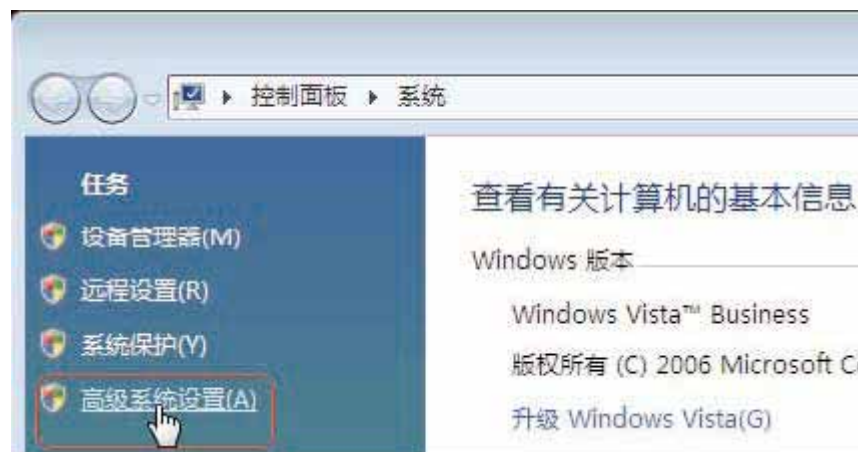 控制面板 ▸ 系统
任务
设备管理器(M)
远程设置(R)
系统保护(Y)
高级系统设置(A)
查看有关计算机的基本信息
Windows 版本
Windows Vista™ Business
版权所有 (C) 2006 Microsoft
升级 Windows Vista(G)